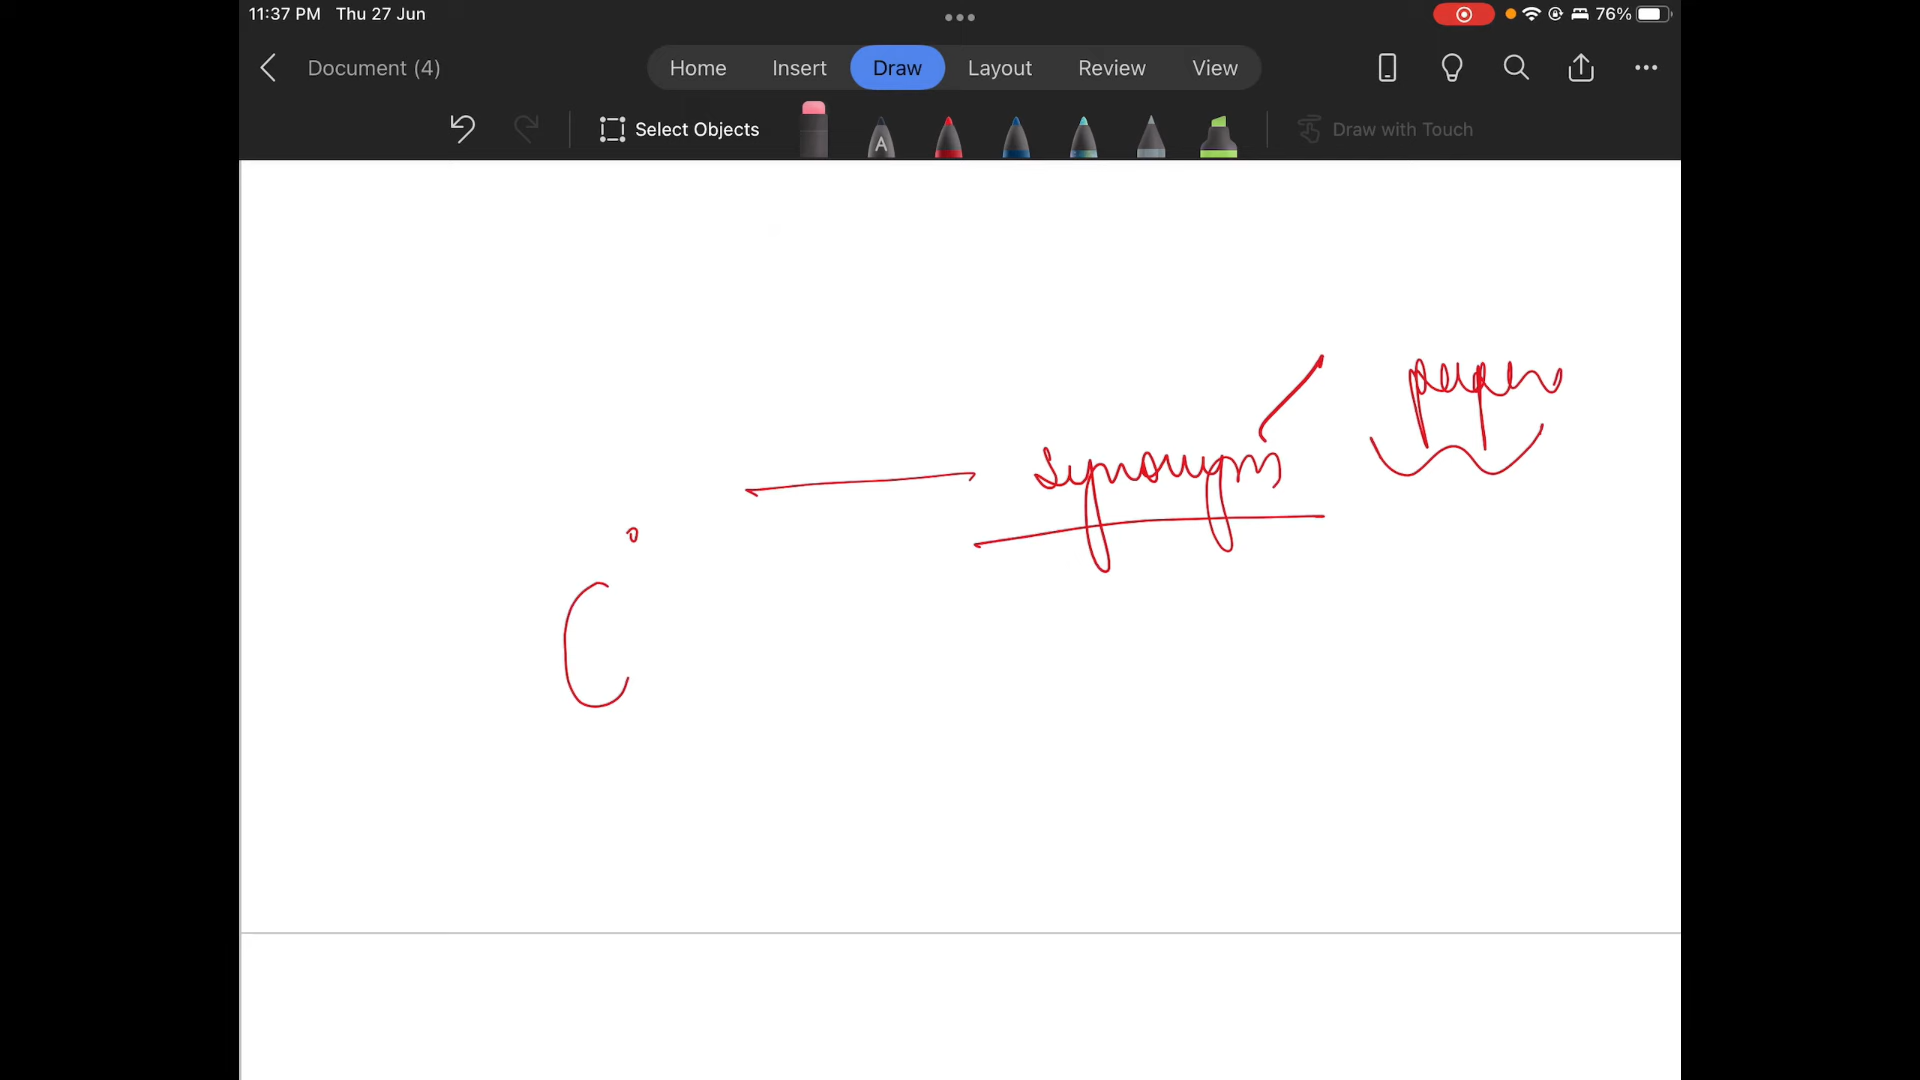 11:37 PM Thu 27 Jun
76%
Document (4)
Home Insert Draw Layout Review View
Select Objects
A
Draw with Touch
paper
synonym